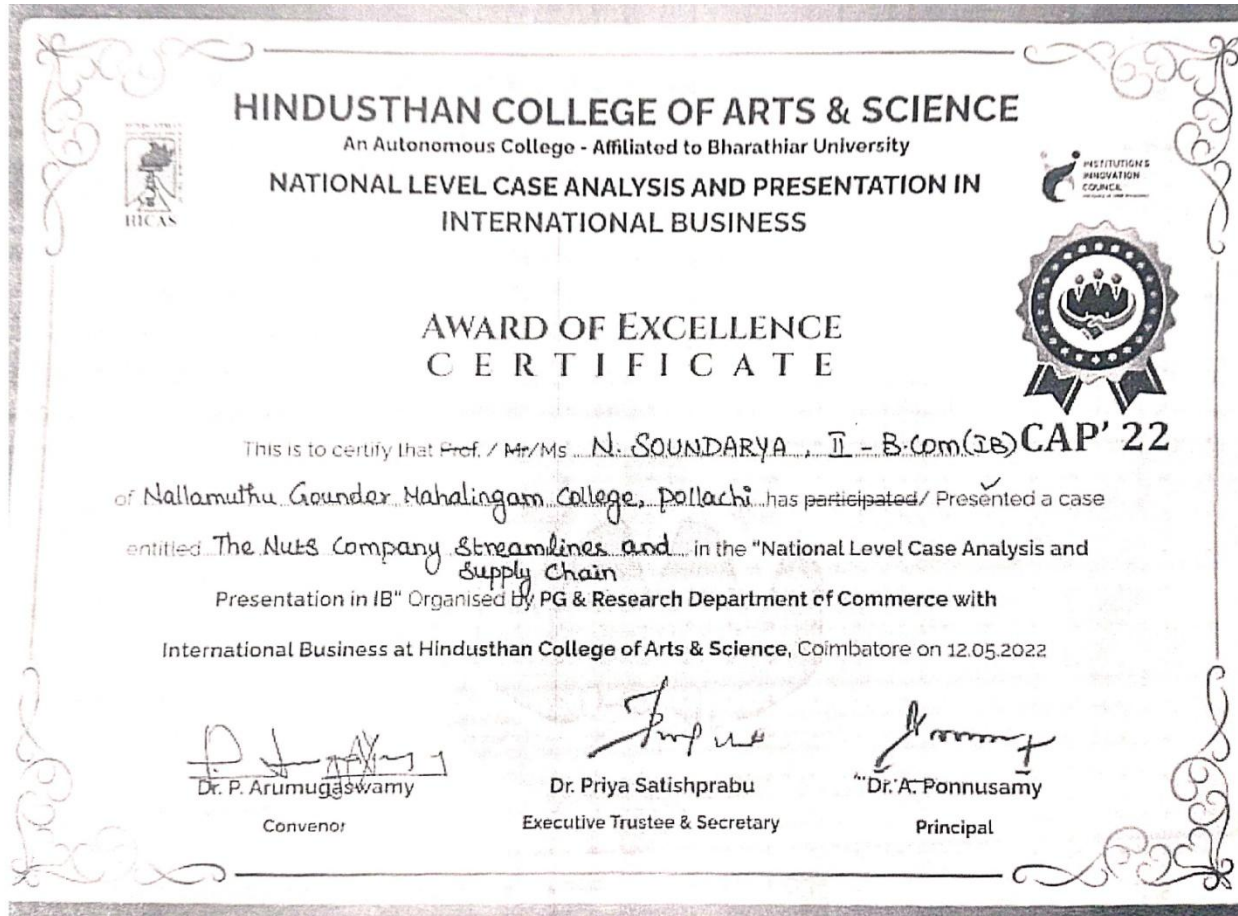 HINDUSTHAN COLLEGE OF ARTS & SCIENCE
An Autonomous College - Affiliated to Bharathiar University
NATIONAL LEVEL CASE ANALYSIS AND PRESENTATION IN
INTERNATIONAL BUSINESS
HICAS
INSTITUTION'S
INNOVATION
COUNCIL
AWARD OF EXCELLENCE
CERTIFICATE
CAP' 22
This is to certify that Prof. / Mr/Ms N. SOUNDARYA, II - B.Com(IB)
of Nallamuthu Gounder Mahalingam College, Pollachi has participated/ Presented a case
entitled The Nuts Company Streamlines and in the "National Level Case Analysis and
Supply Chain
Presentation in IB" Organised by PG & Research Department of Commerce with
International Business at Hindusthan College of Arts & Science, Coimbatore on 12.05.2022
Dr. P. Arumugaswamy
Convenor
Dr. Priya Satishprabu
Executive Trustee & Secretary
Dr. A. Ponnusamy
Principal